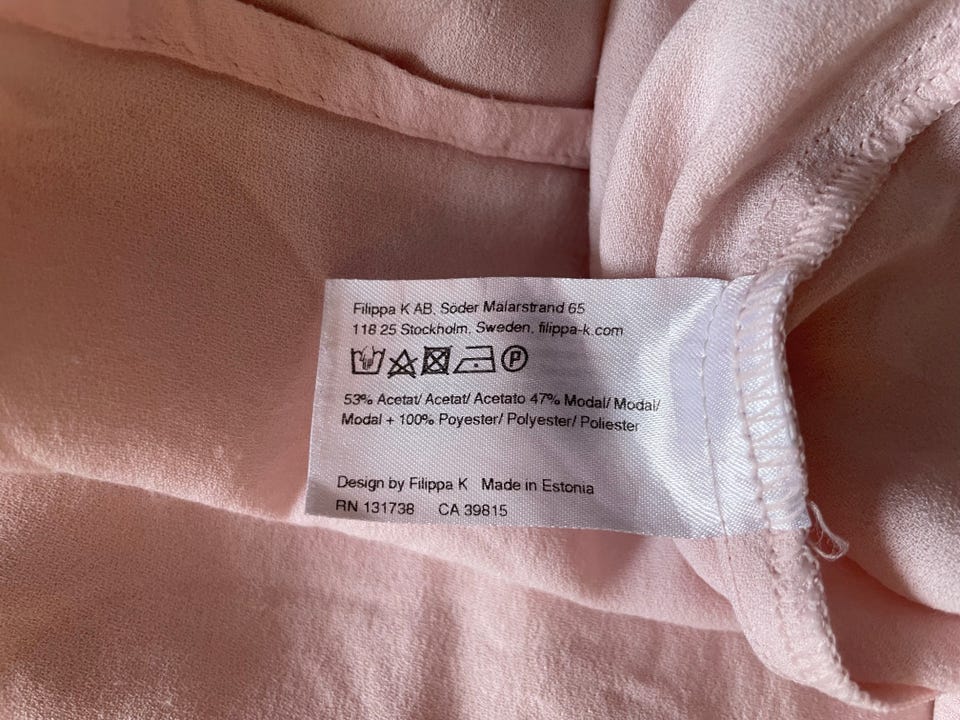 Filippa K AB, Söder Mälarstrand 65
118 25 Stockholm, Sweden, filippa-k.com
P
53% Acetat/ Acetat/ Acetato 47% Modal/ Modal/
Modal + 100% Poyester/ Polyester/ Poliester
Design by Filippa K Made in Estonia
RN 131738 CA 39815